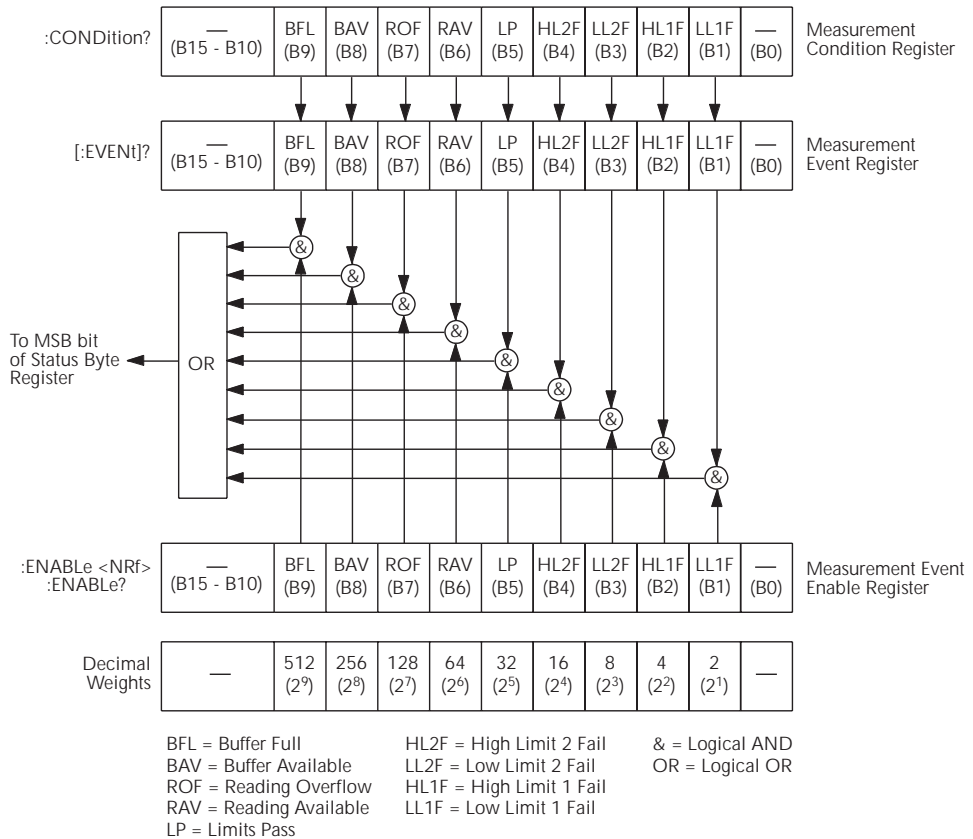 :CONDition?
— (B15 - B10) BFL (B9) BAV (B8) ROF (B7) RAV (B6) LP (B5) HL2F (B4) LL2F (B3) HL1F (B2) LL1F (B1) — (B0)
Measurement
Condition Register
[:EVENt]?
— (B15 - B10) BFL (B9) BAV (B8) ROF (B7) RAV (B6) LP (B5) HL2F (B4) LL2F (B3) HL1F (B2) LL1F (B1) — (B0)
Measurement
Event Register
&
&
&
&
&
&
&
&
&
To MSB bit
of Status Byte
Register
OR
:ENABLe <NRf>
:ENABLe?
— (B15 - B10) BFL (B9) BAV (B8) ROF (B7) RAV (B6) LP (B5) HL2F (B4) LL2F (B3) HL1F (B2) LL1F (B1) — (B0)
Measurement Event
Enable Register
Decimal
Weights
— 512 (2⁹) 256 (2⁸) 128 (2⁷) 64 (2⁶) 32 (2⁵) 16 (2⁴) 8 (2³) 4 (2²) 2 (2¹) —
BFL = Buffer Full
BAV = Buffer Available
ROF = Reading Overflow
RAV = Reading Available
LP = Limits Pass
HL2F = High Limit 2 Fail
LL2F = Low Limit 2 Fail
HL1F = High Limit 1 Fail
LL1F = Low Limit 1 Fail
& = Logical AND
OR = Logical OR